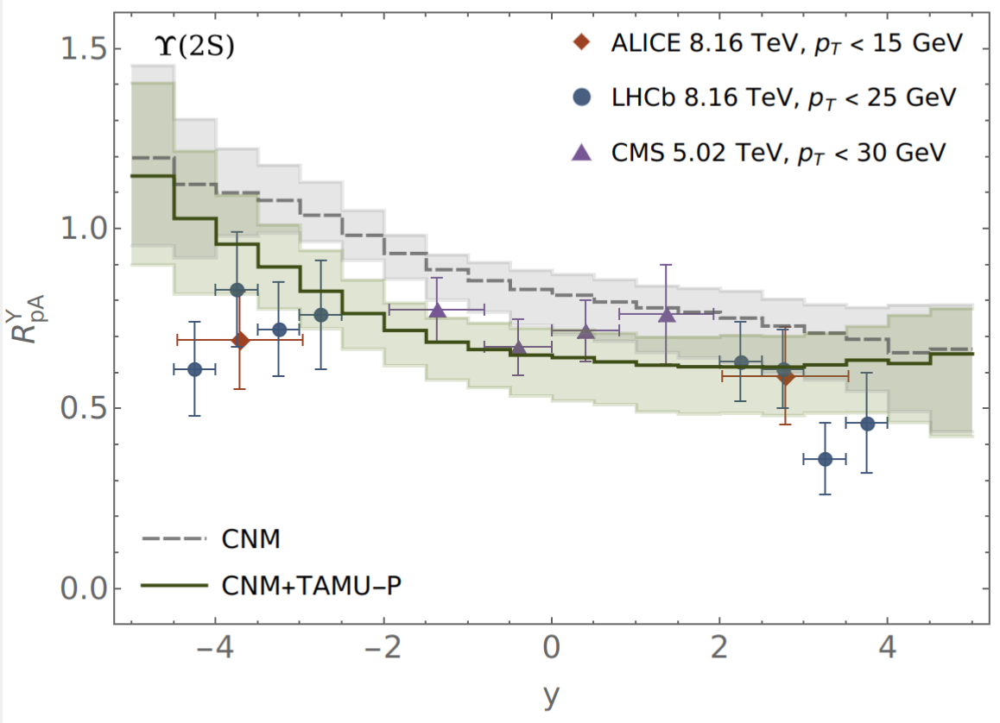 ϒ(2S)
ALICE 8.16 TeV, pT < 15 GeV
LHCb 8.16 TeV, pT < 25 GeV
CMS 5.02 TeV, pT < 30 GeV
1.5
1.0
0.5
0.0
RϒpA
CNM
CNM+TAMU–P
−4
−2
0
2
4
y